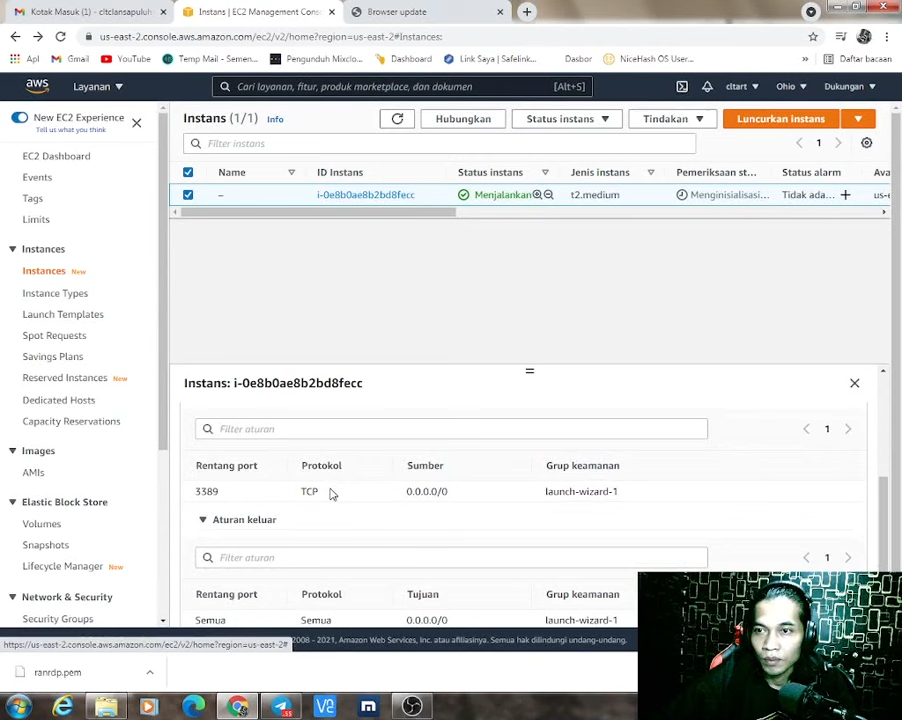 Kotak Masuk (1) - cltclansapuluh
Instans | EC2 Management Cons
Browser update
us-east-2.console.aws.amazon.com/ec2/v2/home?region=us-east-2#Instances:
Apl
Gmail
YouTube
Temp Mail - Semen...
Pengunduh Mixclo...
Dashboard
Link Saya | Safelink...
Dasbor
NiceHash OS User...
»
Daftar bacaan
aws
Layanan
Cari layanan, fitur, produk marketplace, dan dokumen
[Alt+S]
cltart
Ohio
Dukungan
New EC2 Experience
Tell us what you think
EC2 Dashboard
Events
Tags
Limits
Instances
Instances New
Instance Types
Launch Templates
Spot Requests
Savings Plans
Reserved Instances New
Dedicated Hosts
Capacity Reservations
Images
AMIs
Elastic Block Store
Volumes
Snapshots
Lifecycle Manager New
Network & Security
Security Groups
Instans (1/1) Info
Hubungkan
Status instans
Tindakan
Luncurkan instans
Filter instans
1
Name
ID Instans
Status instans
Jenis instans
Pemeriksaan st...
Status alarm
Ava
–
i-0e8b0ae8b2bd8fecc
Menjalankan
t2.medium
Menginisialisasi...
Tidak ada...
us-e
Instans: i-0e8b0ae8b2bd8fecc
Filter aturan
1
Rentang port
Protokol
Sumber
Grup keamanan
3389
TCP
0.0.0.0/0
launch-wizard-1
Aturan keluar
Filter aturan
1
Rentang port
Protokol
Tujuan
Grup keamanan
Semua
Semua
2008 - 2021, Amazon Web Services, Inc. atau afiliasinya. Semua hak dilindungi undang-undang.
https://us-east-2.console.aws.amazon.com/ec2/v2/home?region=us-east-2#
ranrdp.pem